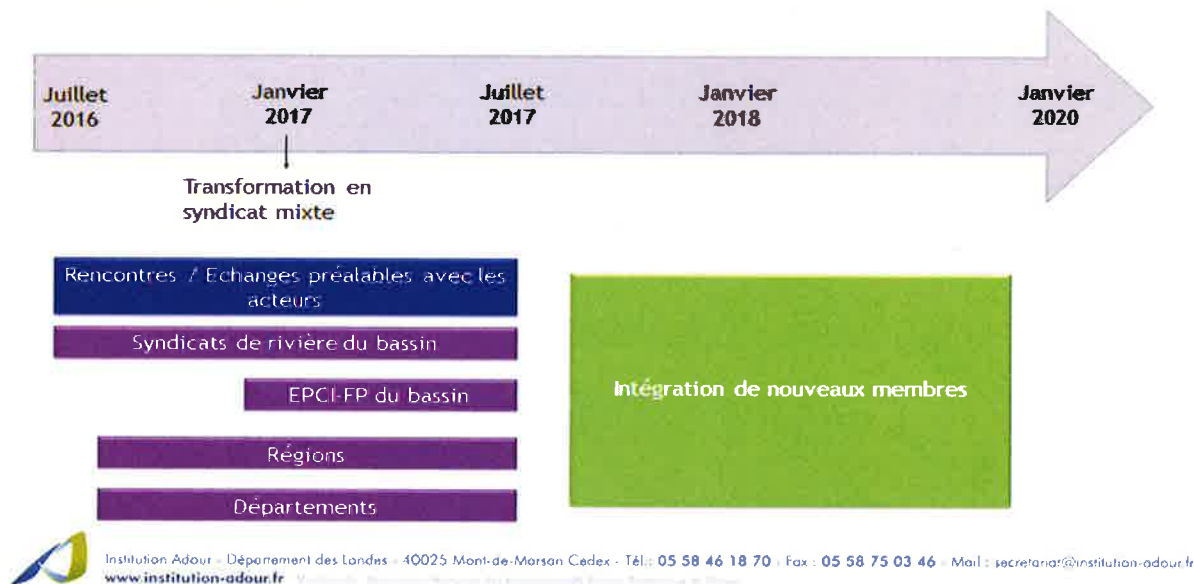 Juillet
2016
Janvier
2017
Juillet
2017
Janvier
2018
Janvier
2020
Transformation en
syndicat mixte
Rencontres / Echanges préalables avec les
acteurs
Syndicats de rivière du bassin
EPCI-FP du bassin
Régions
Départements
Intégration de nouveaux membres
Institution Adour - Département des Landes - 40025 Mont-de-Marsan Cedex - Tél.: 05 58 46 18 70 - Fax : 05 58 75 03 46 - Mail : secretariat@institution-adour.fr
www.institution-adour.fr